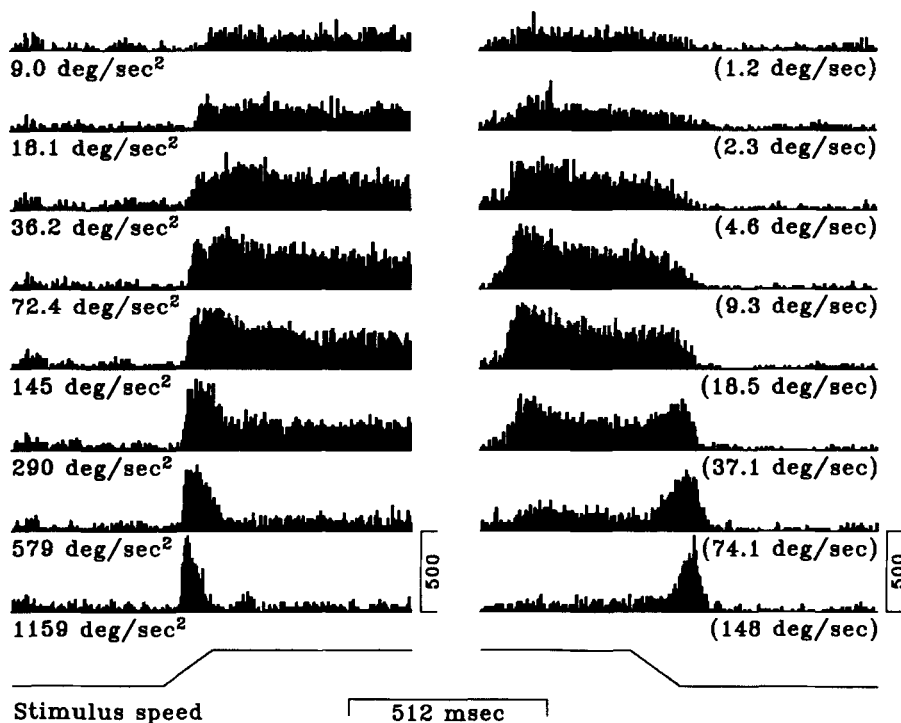 9.0 deg/sec² (1.2 deg/sec)
18.1 deg/sec² (2.3 deg/sec)
36.2 deg/sec² (4.6 deg/sec)
72.4 deg/sec² (9.3 deg/sec)
145 deg/sec² (18.5 deg/sec)
290 deg/sec² (37.1 deg/sec)
579 deg/sec² 500 (74.1 deg/sec) 500
1159 deg/sec² (148 deg/sec)
Stimulus speed 512 msec